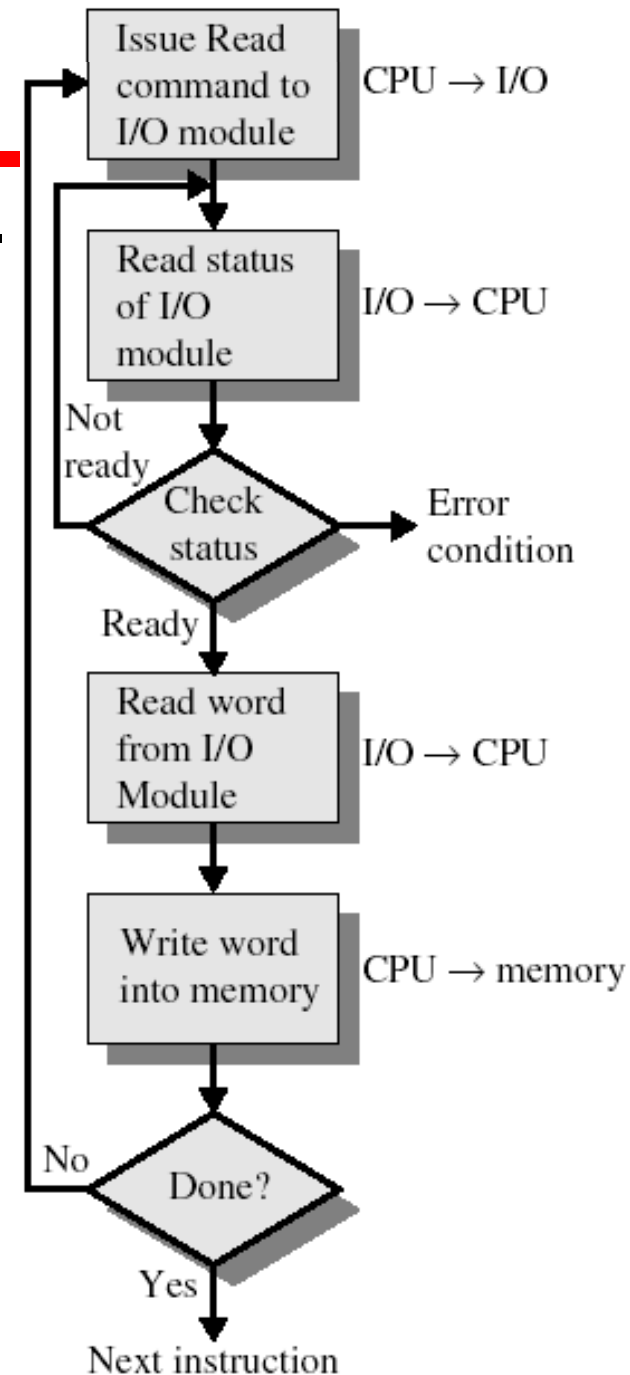 Issue Read
command to
I/O module
CPU → I/O
Read status
of I/O
module
I/O → CPU
Not
ready
Check
status
Error
condition
Ready
Read word
from I/O
Module
I/O → CPU
Write word
into memory
CPU → memory
No
Done?
Yes
Next instruction